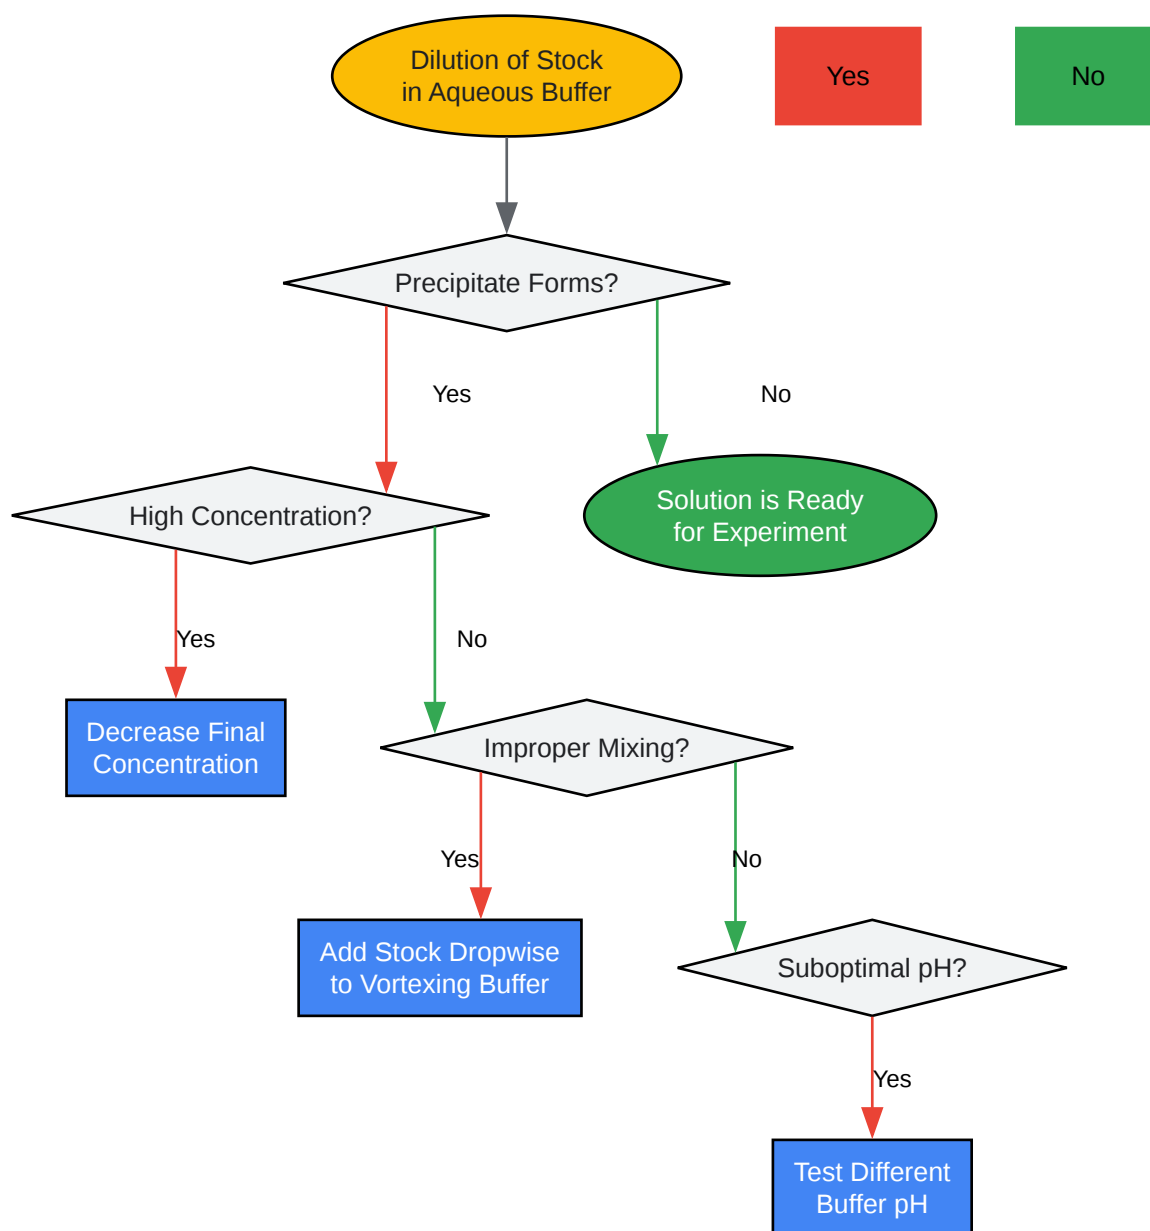 Dilution of Stock
in Aqueous Buffer
Yes
No
Precipitate Forms?
Yes
No
High Concentration?
Solution is Ready
for Experiment
Yes
No
Decrease Final
Concentration
Improper Mixing?
Yes
No
Add Stock Dropwise
to Vortexing Buffer
Suboptimal pH?
Yes
Test Different
Buffer pH